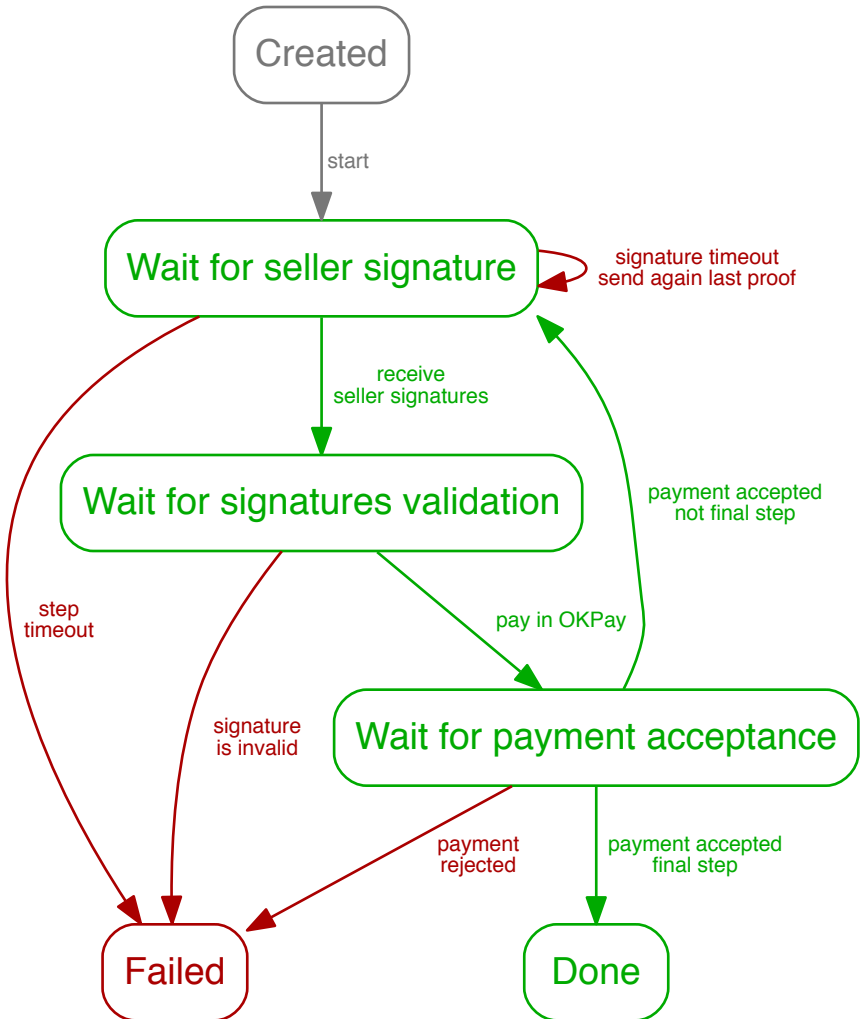 Created
start
Wait for seller signature
signature timeout
send again last proof
receive
seller signatures
Wait for signatures validation
payment accepted
not final step
step
timeout
pay in OKPay
signature
is invalid
Wait for payment acceptance
payment
rejected
payment accepted
final step
Failed
Done